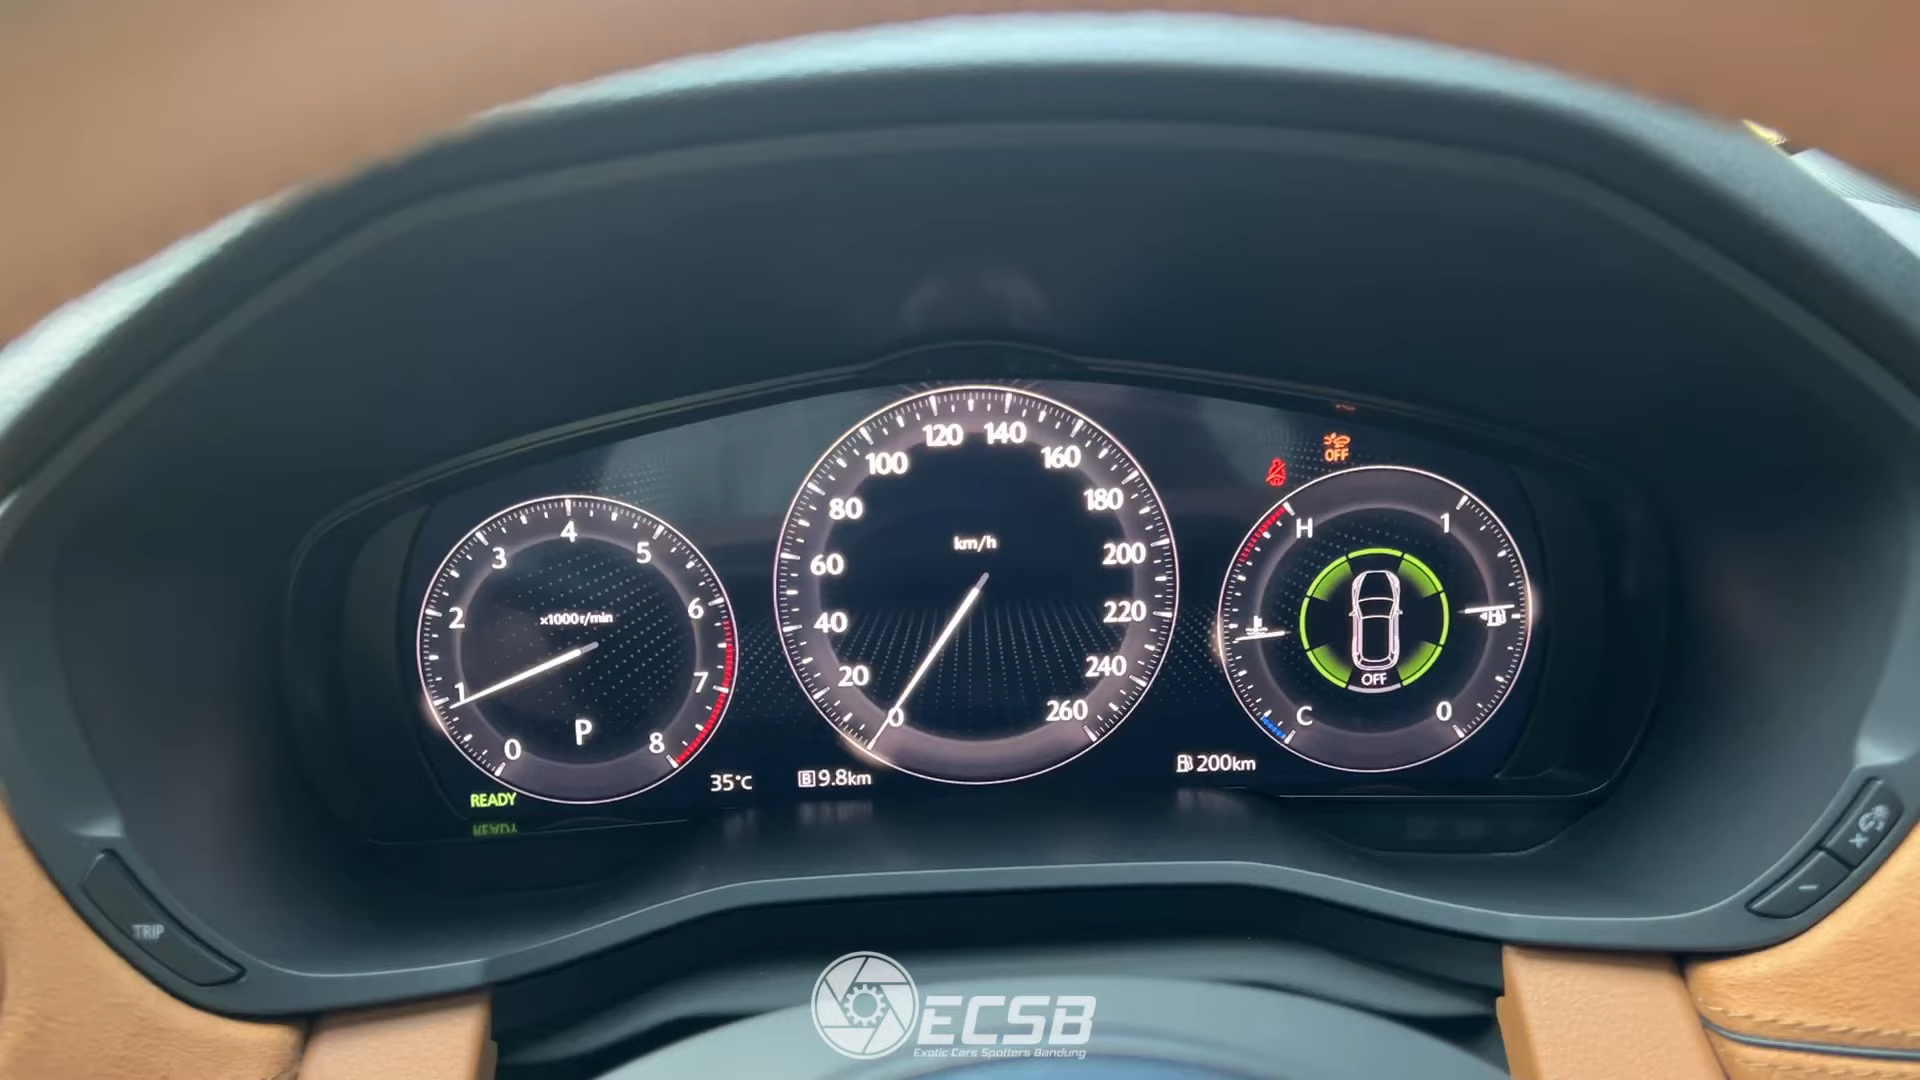 120 140
100 160
80 180
60 200
40 220
20 240
0 260
km/h
4
3 5
2 6
1 7
0 8
x1000r/min
P
READY
35°C
B 9.8km
200km
OFF
H 1
OFF
C 0
TRIP
ECSB
Exotic Cars Spotters Bandung